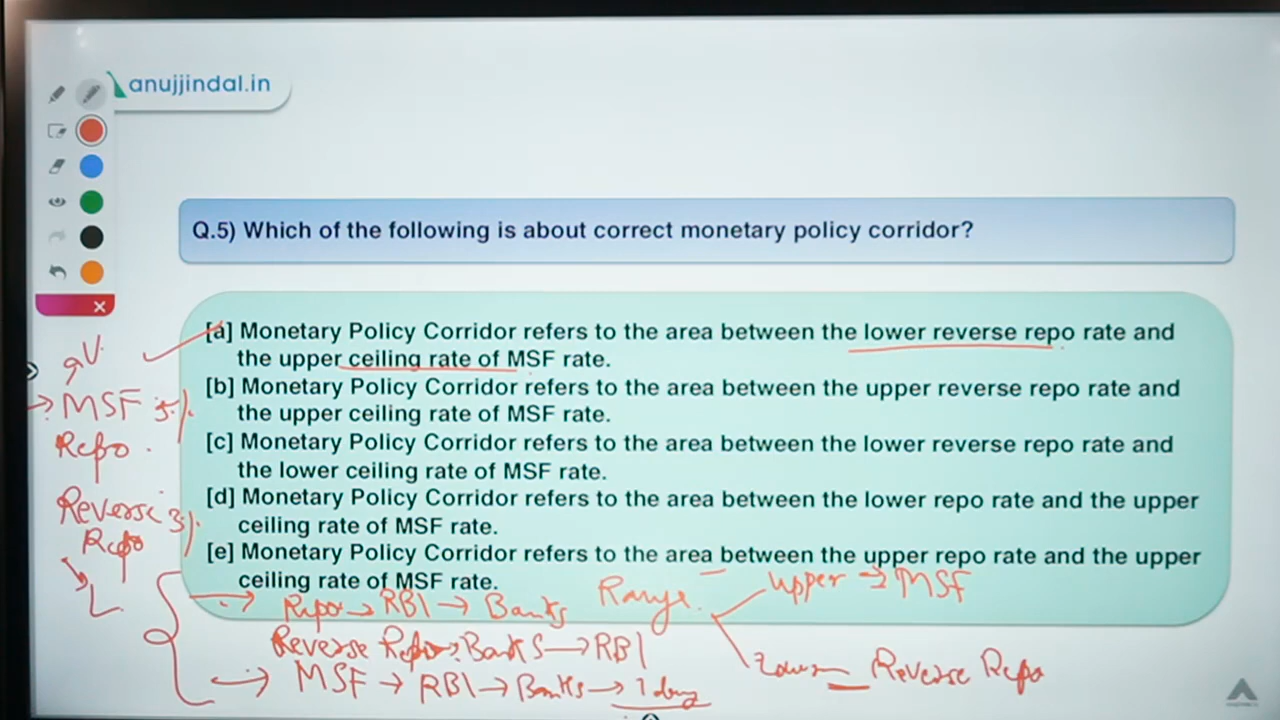 anujjindal.in
Q.5) Which of the following is about correct monetary policy corridor?
[a] Monetary Policy Corridor refers to the area between the lower reverse repo rate and
the upper ceiling rate of MSF rate.
[b] Monetary Policy Corridor refers to the area between the upper reverse repo rate and
the upper ceiling rate of MSF rate.
[c] Monetary Policy Corridor refers to the area between the lower reverse repo rate and
the lower ceiling rate of MSF rate.
[d] Monetary Policy Corridor refers to the area between the lower repo rate and the upper
ceiling rate of MSF rate.
[e] Monetary Policy Corridor refers to the area between the upper repo rate and the upper
ceiling rate of MSF rate.
→ MSF 5%
Repo
Reverse 3%
Repo
L
Repo → RBI → Banks
Reverse Repo → Banks → RBI
MSF → RBI → Banks → 1 day
Range
Upper → MSF
Lower Reverse Repo